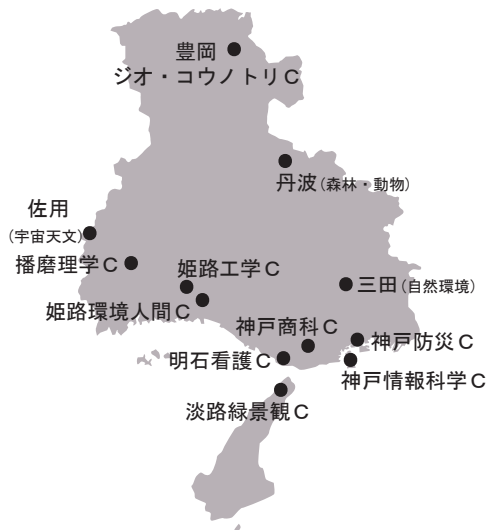 豊岡
ジオ・コウノトリC
丹波(森林・動物)
佐用
(宇宙天文)
播磨理学C
姫路工学C
三田(自然環境)
姫路環境人間C
神戸商科C
神戸防災C
明石看護C
神戸情報科学C
淡路緑景観C